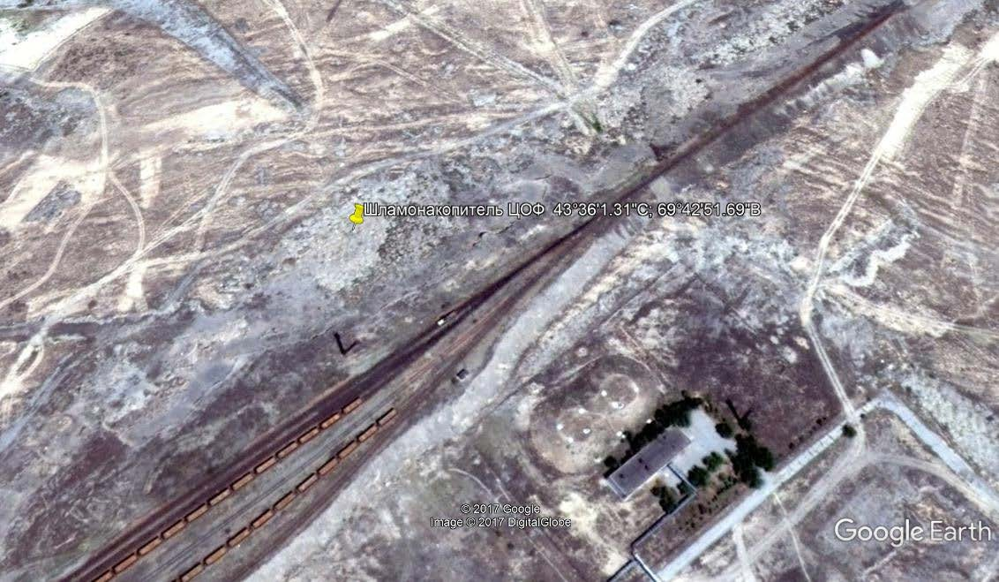 Шламонакопитель ЦОФ 43°36'1.31"С; 69°42'51.69"В
© 2017 Google
Image © 2017 DigitalGlobe
Google Earth